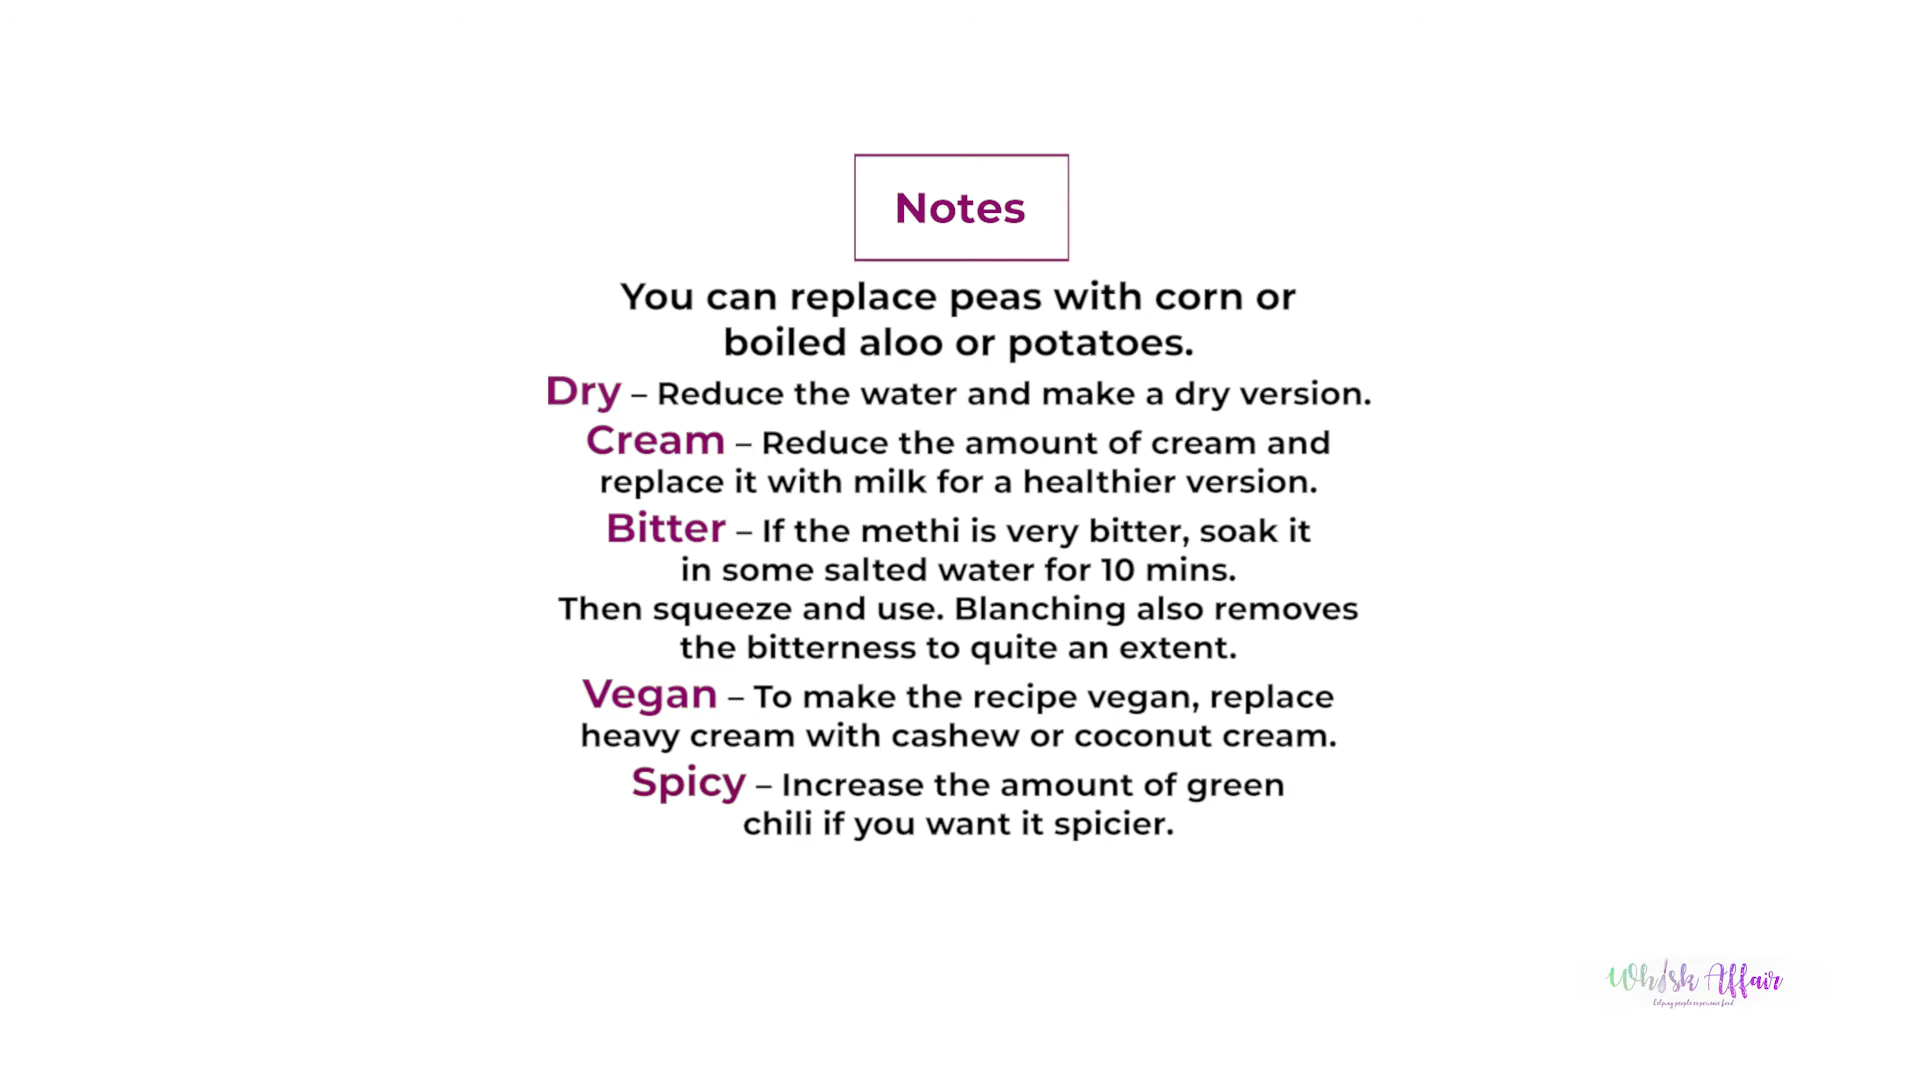 Notes
You can replace peas with corn or
boiled aloo or potatoes.
Dry – Reduce the water and make a dry version.
Cream – Reduce the amount of cream and
replace it with milk for a healthier version.
Bitter – If the methi is very bitter, soak it
in some salted water for 10 mins.
Then squeeze and use. Blanching also removes
the bitterness to quite an extent.
Vegan – To make the recipe vegan, replace
heavy cream with cashew or coconut cream.
Spicy – Increase the amount of green
chili if you want it spicier.
Whisk Affair
helping people experience food